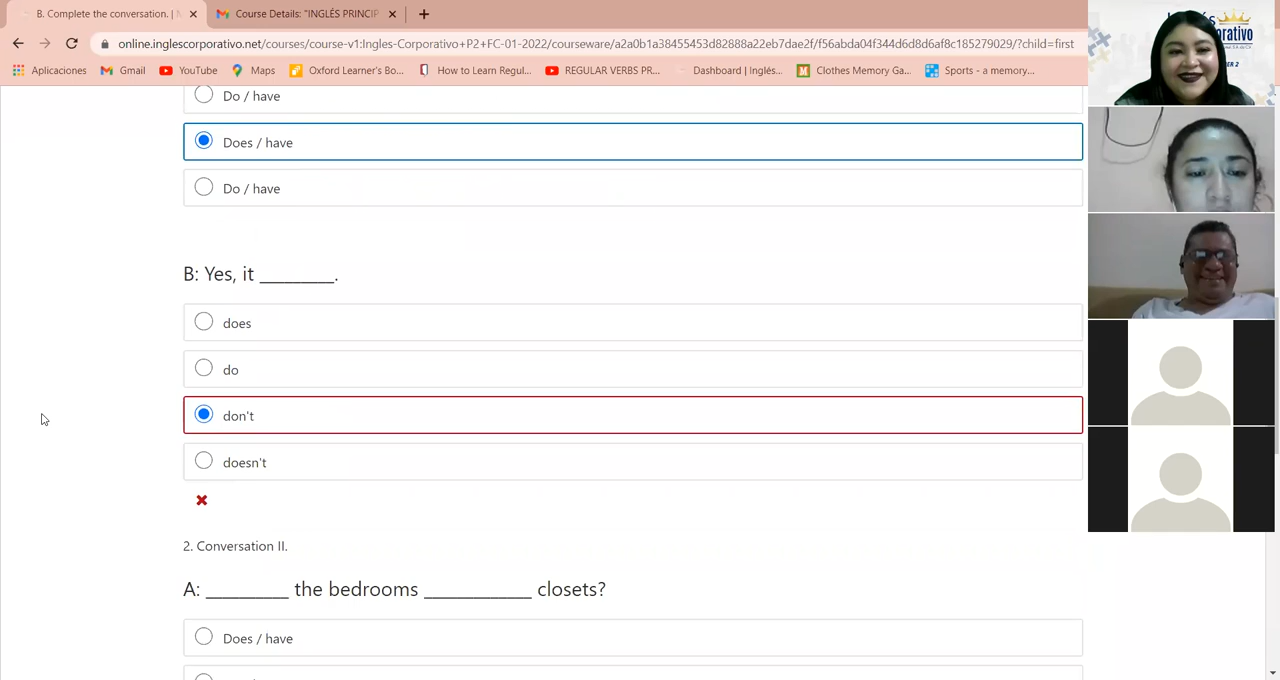 B. Complete the conversation. |
Course Details: "INGLÉS PRINCIP
online.inglescorporativo.net/courses/course-v1:Ingles-Corporativo+P2+FC-01-2022/courseware/a2a0b1a38455453d82888a22eb7dae2f/f56abda04f344d6d8d6af8c185279029/?child=first
Aplicaciones
Gmail
YouTube
Maps
Oxford Learner's Bo...
How to Learn Regul...
REGULAR VERBS PR...
Dashboard | Inglés...
Clothes Memory Ga...
Sports - a memory...
Do / have
Does / have
Do / have
B: Yes, it ________.
does
do
don't
doesn't
2. Conversation II.
A: _________ the bedrooms ____________ closets?
Does / have